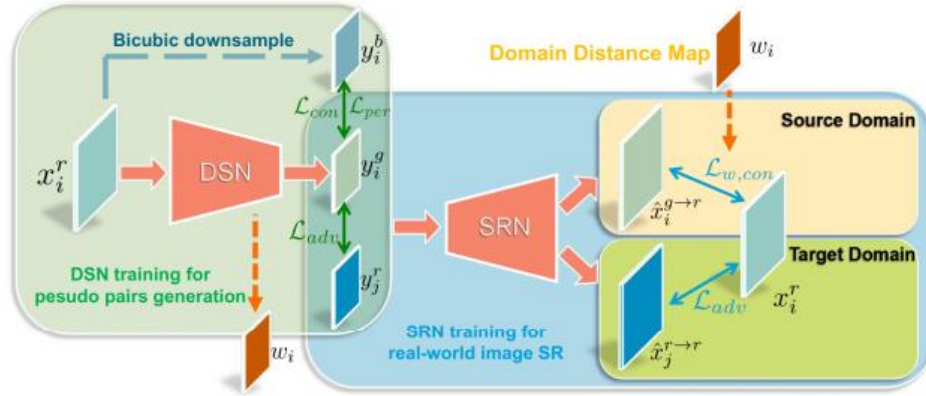 Bicubic downsample
y_i^b
Domain Distance Map
w_i
L_con L_per
Source Domain
x_i^r
DSN
y_i^g
L_w,con
x̂_i^{g→r}
SRN
L_adv
Target Domain
DSN training for
pesudo pairs generation
y_j^r
L_adv
x_i^r
SRN training for
real-world image SR
x̂_j^{r→r}
w_i